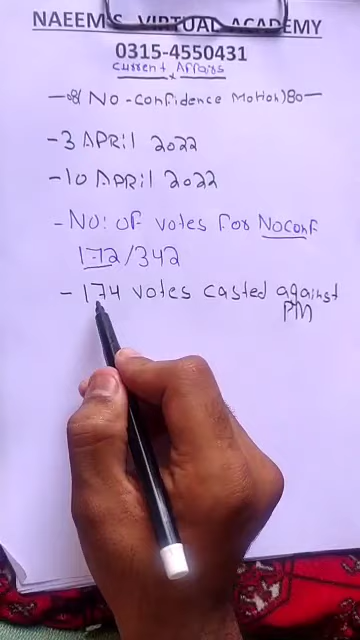 NAEEM'S VIRTUAL ACADEMY
0315-4550431
Current Affairs
No-confidence Motion
- 3 APRil 2022
- 10 APRil 2022
- No: of votes for Noconf
172/342
- 174 votes casted against
PM